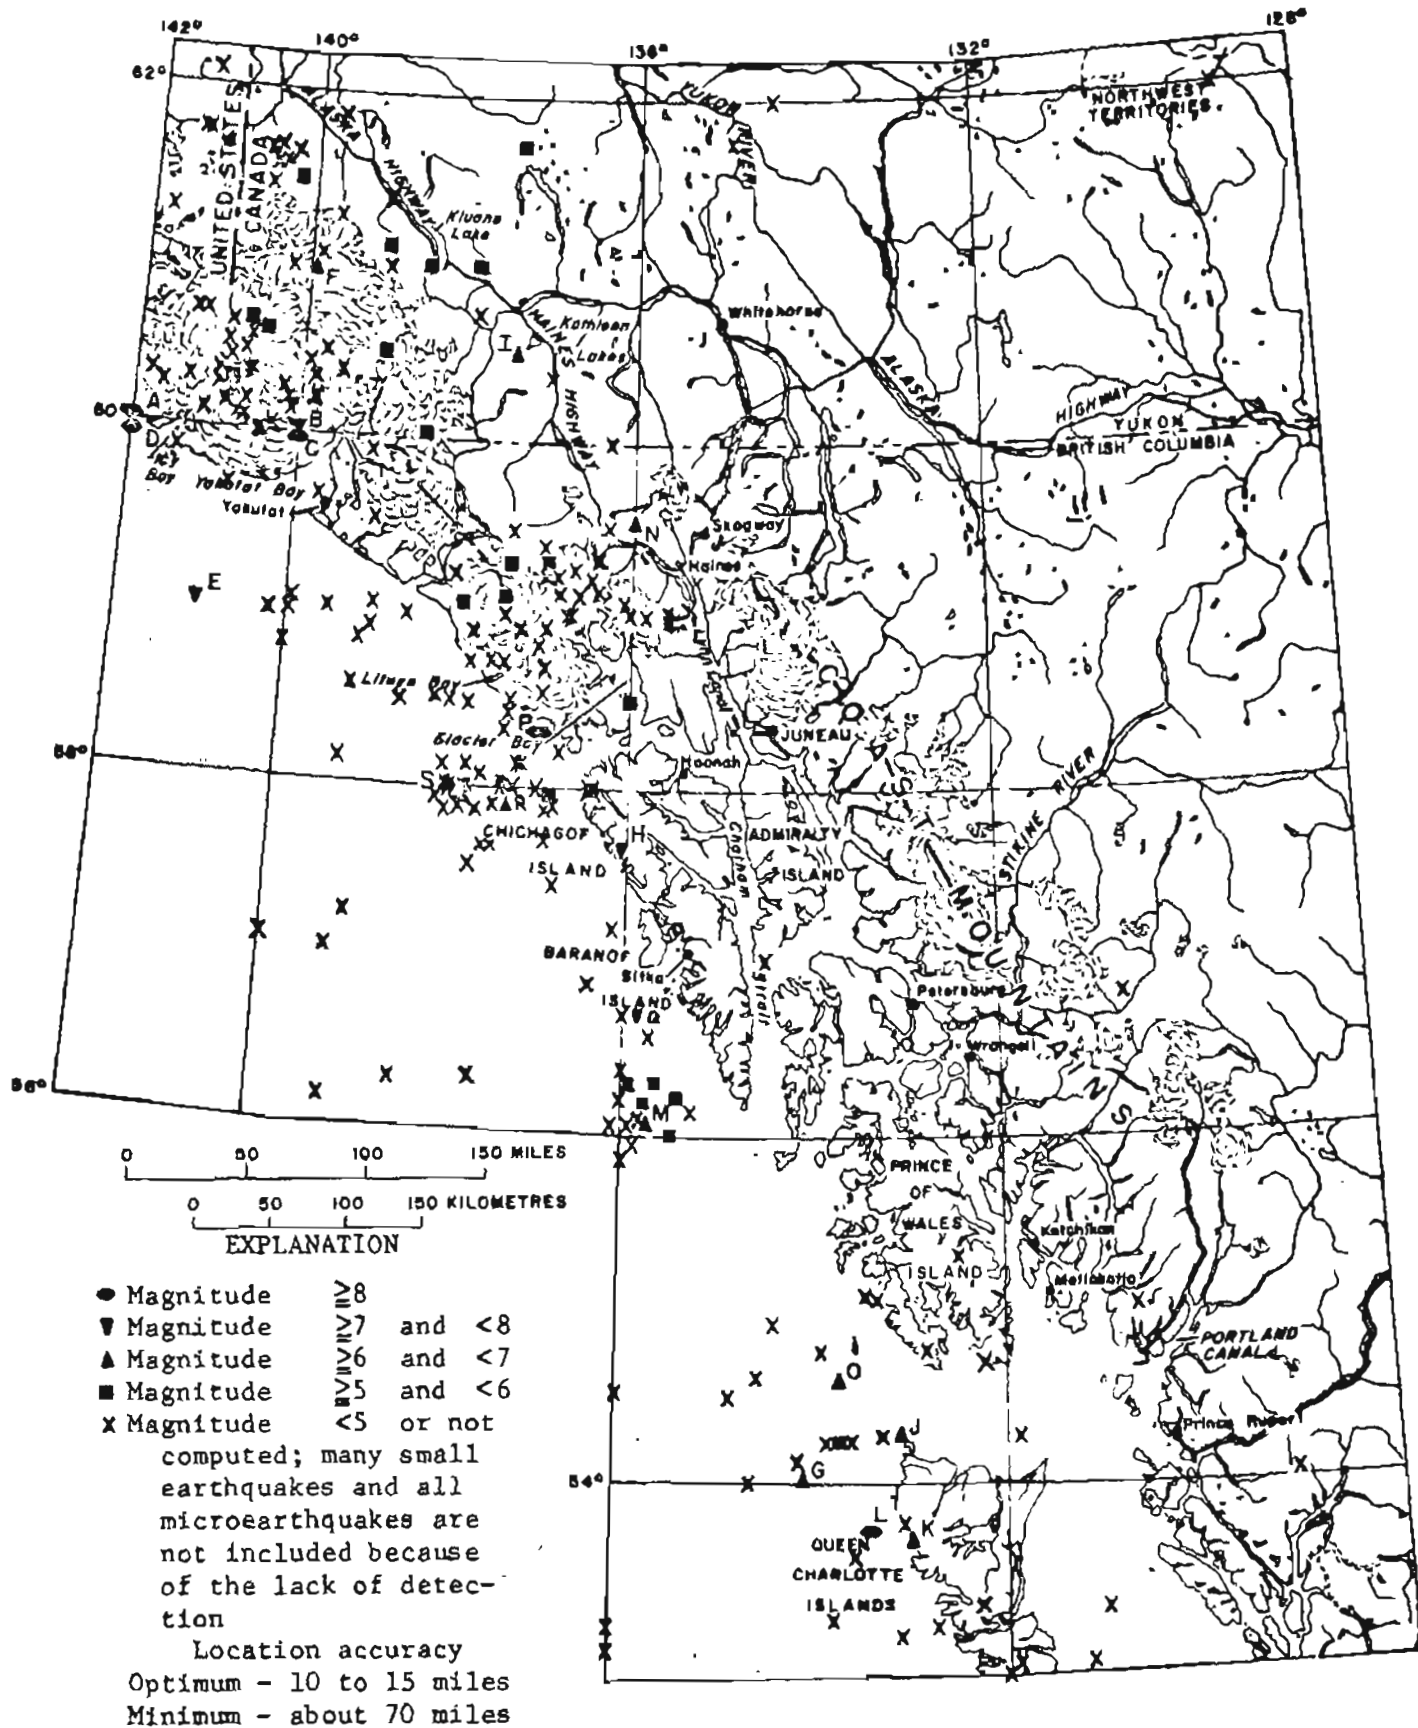 142°
140°
136°
132°
128°
62°
UNITED STATES
CANADA
ALASKA
HIGHWAY
YUKON
RIVER
NORTHWEST
TERRITORIES
Kluane
Lake
F
I
HAINES
HIGHWAY
Kathleen
Lakes
J
Whitehorse
ALASKA
HIGHWAY
YUKON
BRITISH COLUMBIA
60°
A
B
C
D
Icy
Bay
Yakutat Bay
Yakutat
E
N
Skagway
Haines
Lynn Canal
Lituya Bay
P
Glacier Bay
JUNEAU
Hoonah
COAST MOUNTAINS
STIKINE RIVER
58°
S
R
CHICHAGOF
ISLAND
H
ADMIRALTY
ISLAND
Chatham
Strait
BARANOF
Sitka
ISLAND
Q
Petersburg
Wrangell
56°
M
0 50 100 150 MILES
0 50 100 150 KILOMETRES
PRINCE
OF
WALES
ISLAND
Ketchikan
Metlakatla
PORTLAND
CANAL
Prince Rupert
O
J
G
54°
L
K
QUEEN
CHARLOTTE
ISLANDS
EXPLANATION
Magnitude ≥8
Magnitude ≥7 and <8
Magnitude ≥6 and <7
Magnitude ≥5 and <6
x Magnitude <5 or not
computed; many small
earthquakes and all
microearthquakes are
not included because
of the lack of detec-
tion
Location accuracy
Optimum - 10 to 15 miles
Minimum - about 70 miles